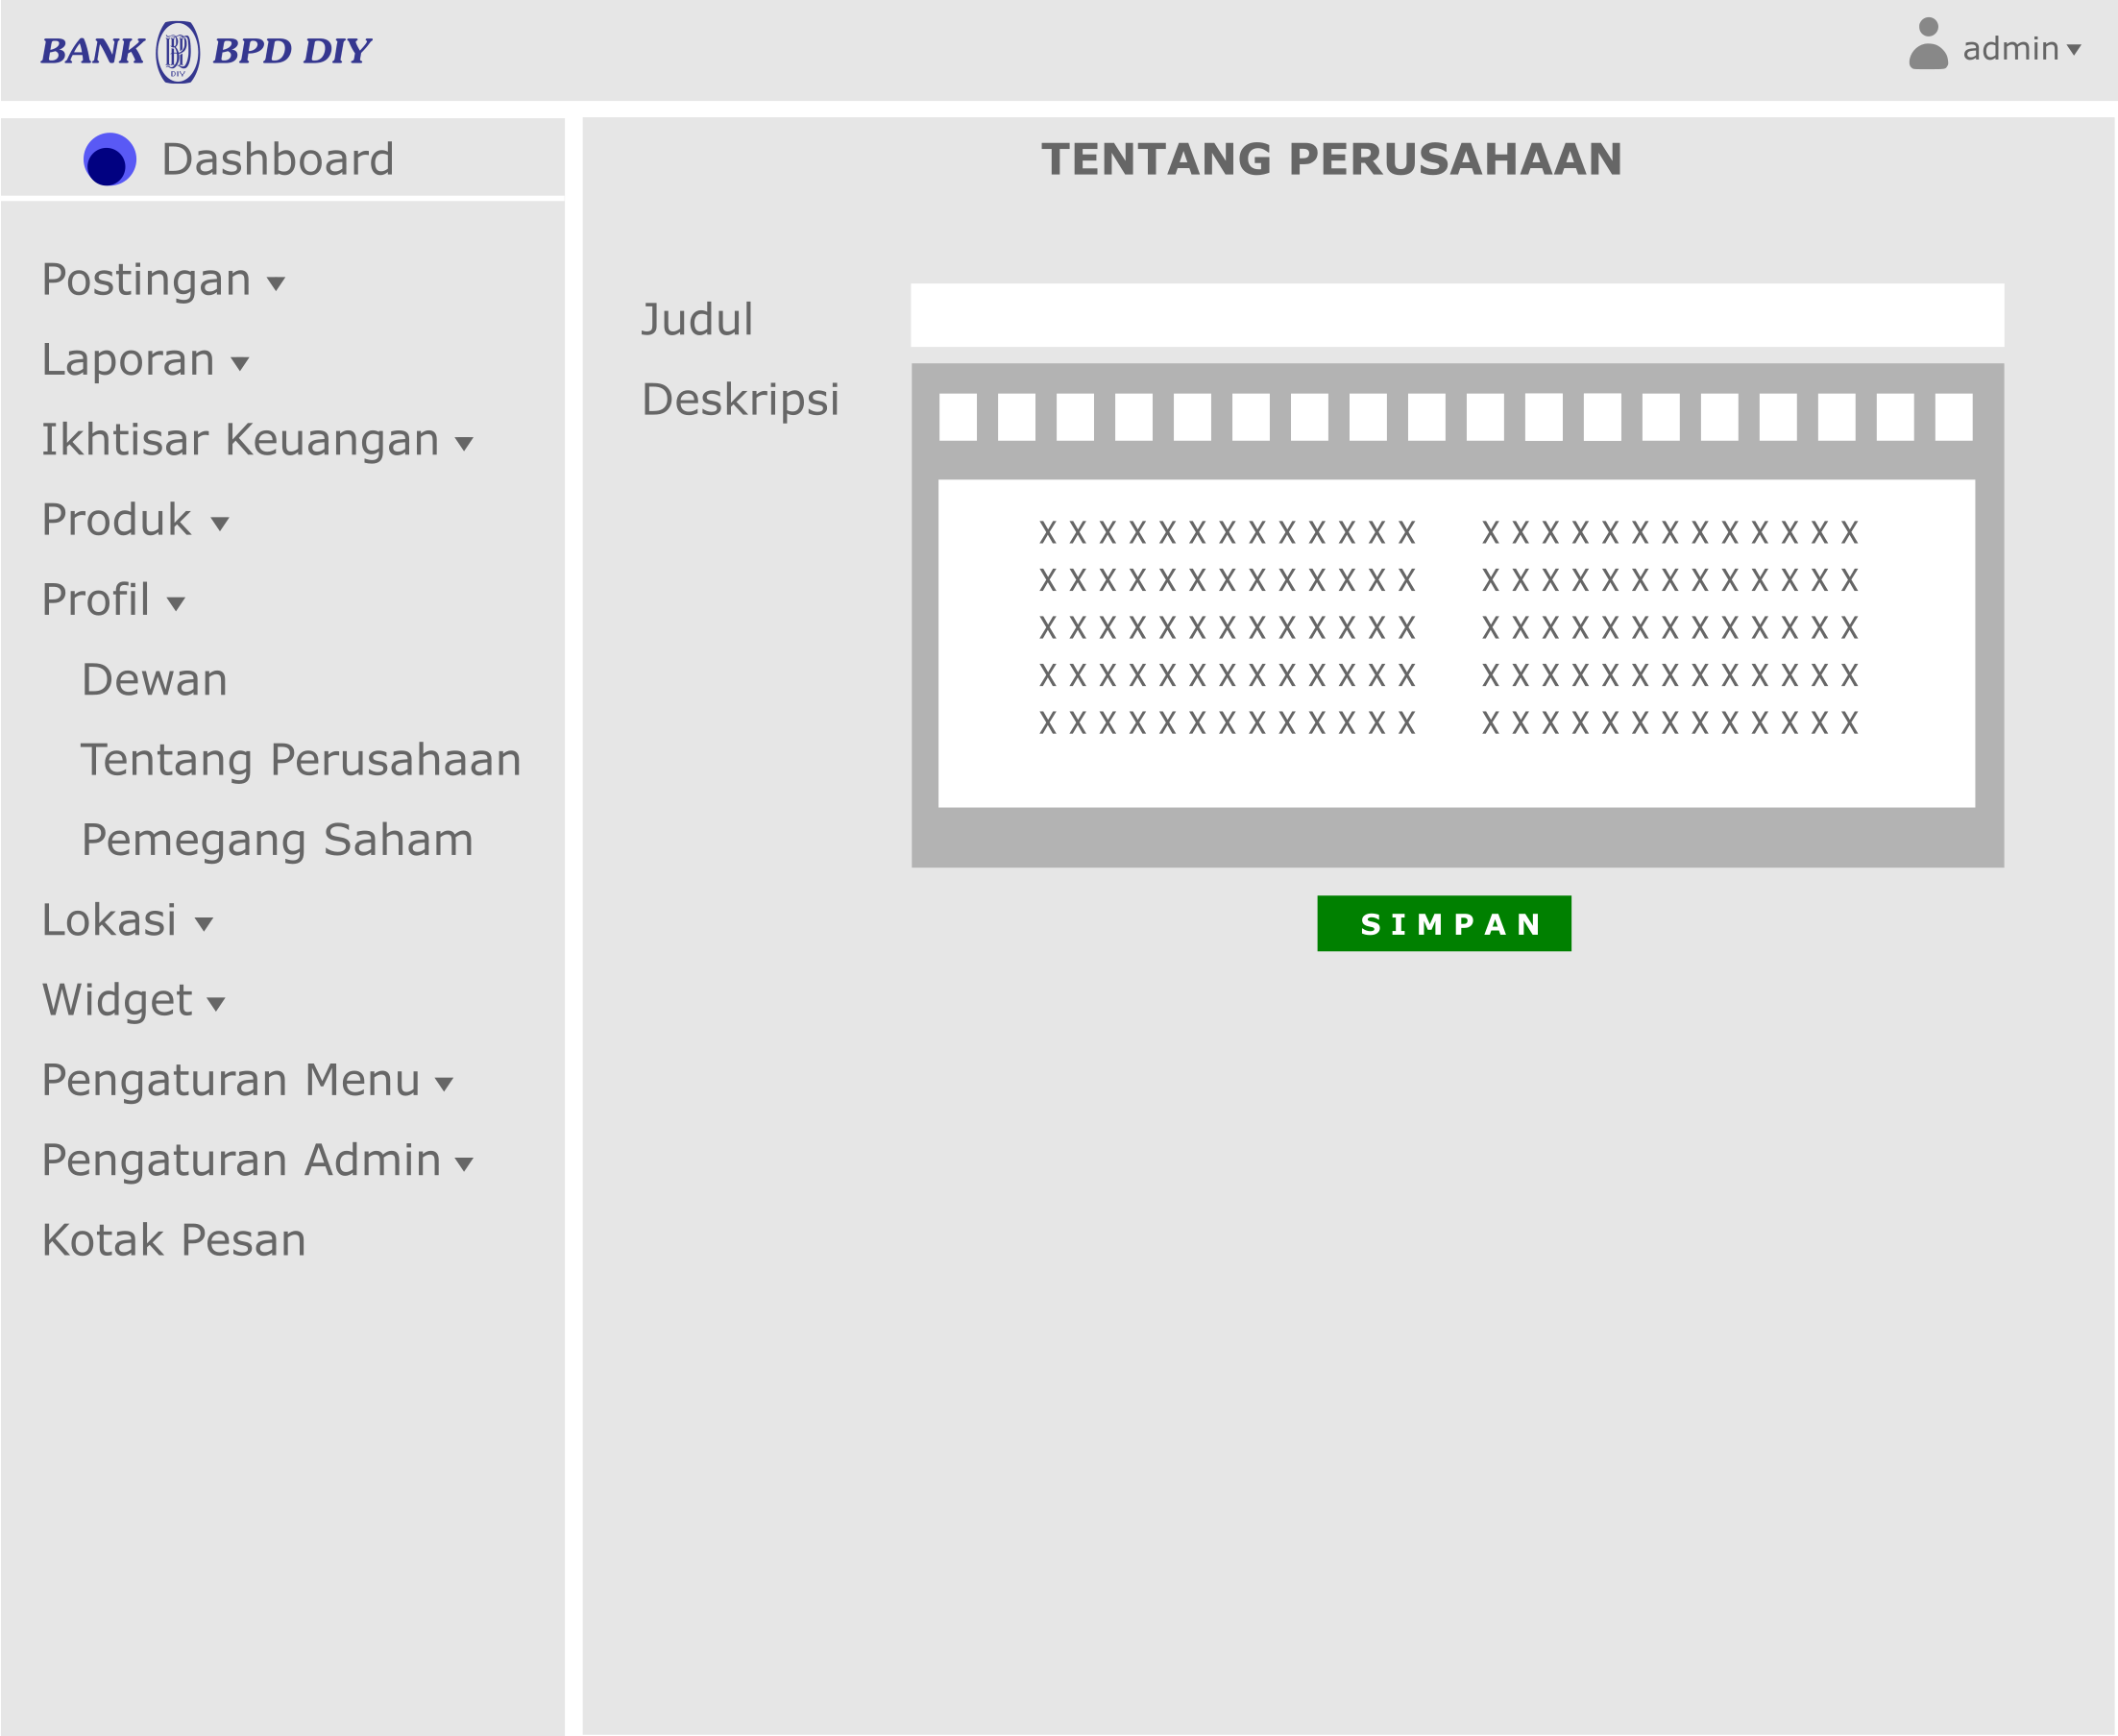 BANK BPD DIY
admin
Dashboard
TENTANG PERUSAHAAN
Postingan
Laporan
Ikhtisar Keuangan
Produk
Profil
Dewan
Tentang Perusahaan
Pemegang Saham
Lokasi
Widget
Pengaturan Menu
Pengaturan Admin
Kotak Pesan
Judul
Deskripsi
X X X X X X X X X X X X X X X X X X X X X X X X X X
X X X X X X X X X X X X X X X X X X X X X X X X X X
X X X X X X X X X X X X X X X X X X X X X X X X X X
X X X X X X X X X X X X X X X X X X X X X X X X X X
X X X X X X X X X X X X X X X X X X X X X X X X X X
SIMPAN